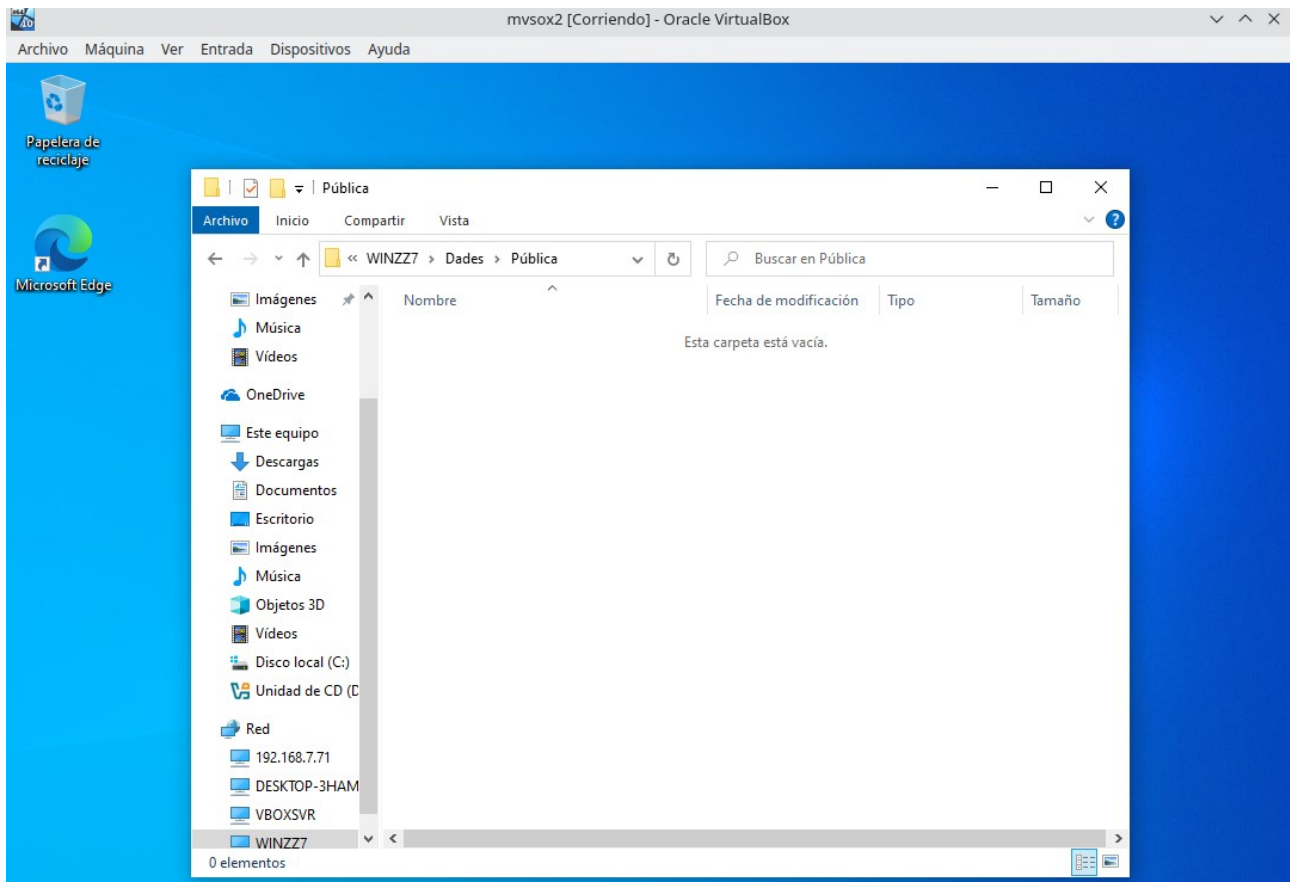 mvsox2 [Corriendo] - Oracle VirtualBox
Archivo Máquina Ver Entrada Dispositivos Ayuda
Papelera de
reciclaje
Microsoft Edge
Pública
Archivo Inicio Compartir Vista
« WINZZ7 › Dades › Pública
Buscar en Pública
Nombre Fecha de modificación Tipo Tamaño
Esta carpeta está vacía.
Imágenes
Música
Vídeos
OneDrive
Este equipo
Descargas
Documentos
Escritorio
Imágenes
Música
Objetos 3D
Vídeos
Disco local (C:)
Unidad de CD (D
Red
192.168.7.71
DESKTOP-3HAM
VBOXSVR
WINZZ7
0 elementos